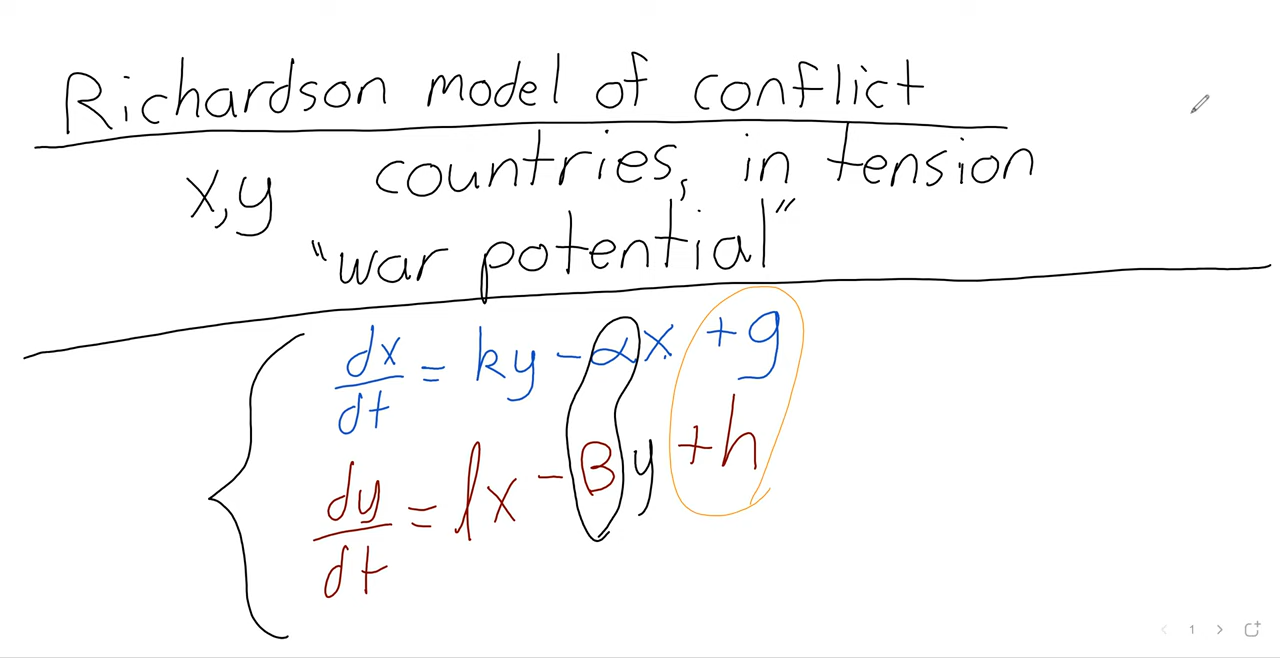 Richardson model of conflict
x,y countries, in tension
"war potential"
dx/dt = ky - αx + g
dy/dt = lx - βy + h
1